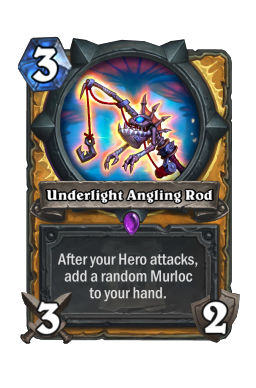 3
Underlight Angling Rod
After your Hero attacks,
add a random Murloc
to your hand.
3
2